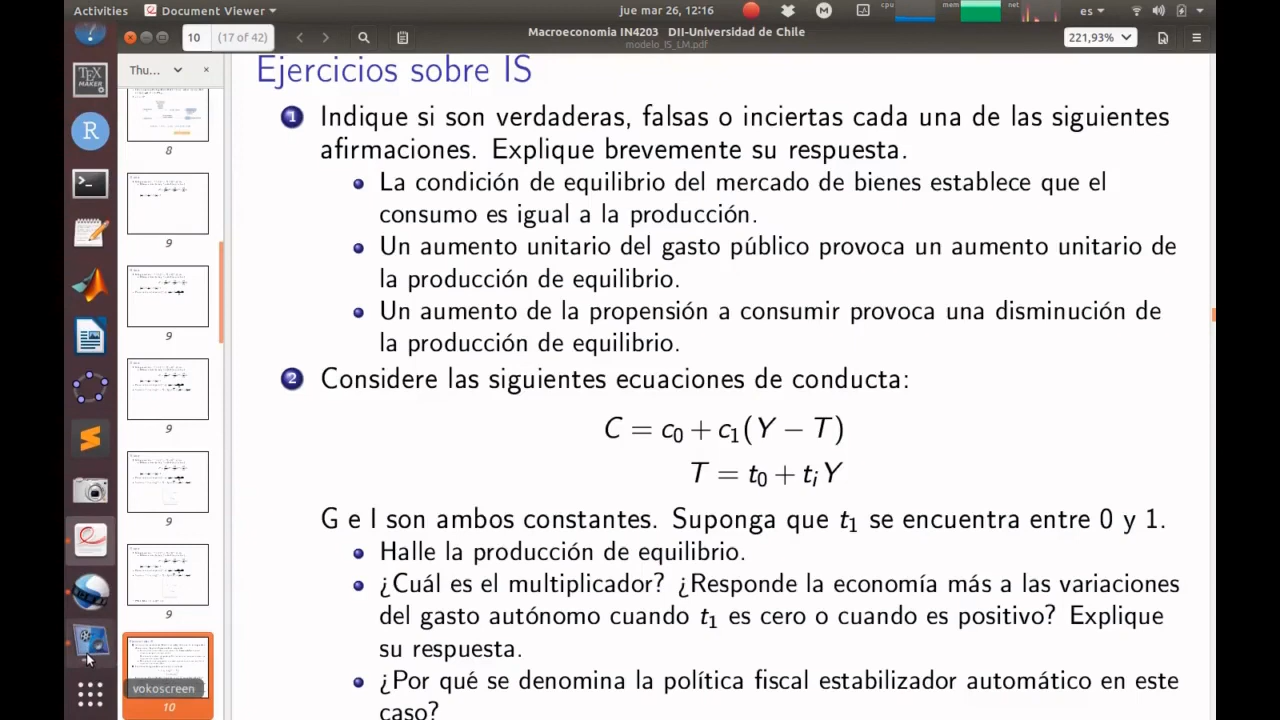 Activities
Document Viewer
jue mar 26, 12:16
cpu
mem
net
es
10
(17 of 42)
Macroeconomia IN4203 DII-Universidad de Chile
modelo_IS_LM.pdf
221,93%
Thu...
8
9
9
9
9
9
10
vokoscreen
TEX
MAKER
R
M
Ejercicios sobre IS
1 Indique si son verdaderas, falsas o inciertas cada una de las siguientes
afirmaciones. Explique brevemente su respuesta.
La condición de equilibrio del mercado de bienes establece que el
consumo es igual a la producción.
Un aumento unitario del gasto público provoca un aumento unitario de
la producción de equilibrio.
Un aumento de la propensión a consumir provoca una disminución de
la producción de equilibrio.
2 Considere las siguientes ecuaciones de conducta:
C = c₀ + c₁(Y − T)
T = t₀ + tᵢY
G e I son ambos constantes. Suponga que t₁ se encuentra entre 0 y 1.
Halle la producción de equilibrio.
¿Cuál es el multiplicador? ¿Responde la economía más a las variaciones
del gasto autónomo cuando t₁ es cero o cuando es positivo? Explique
su respuesta.
¿Por qué se denomina la política fiscal estabilizador automático en este
caso?